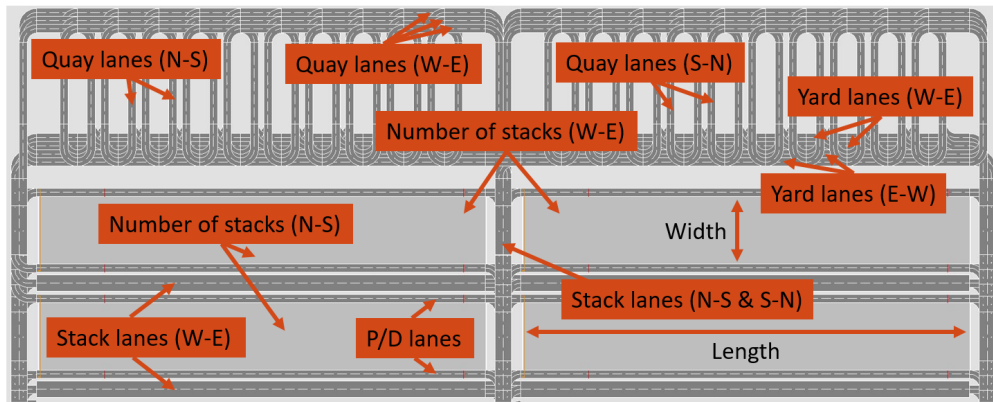 Quay lanes (N-S)
Quay lanes (W-E)
Quay lanes (S-N)
Yard lanes (W-E)
Number of stacks (W-E)
Yard lanes (E-W)
Number of stacks (N-S)
Width
Stack lanes (N-S & S-N)
Stack lanes (W-E)
P/D lanes
Length